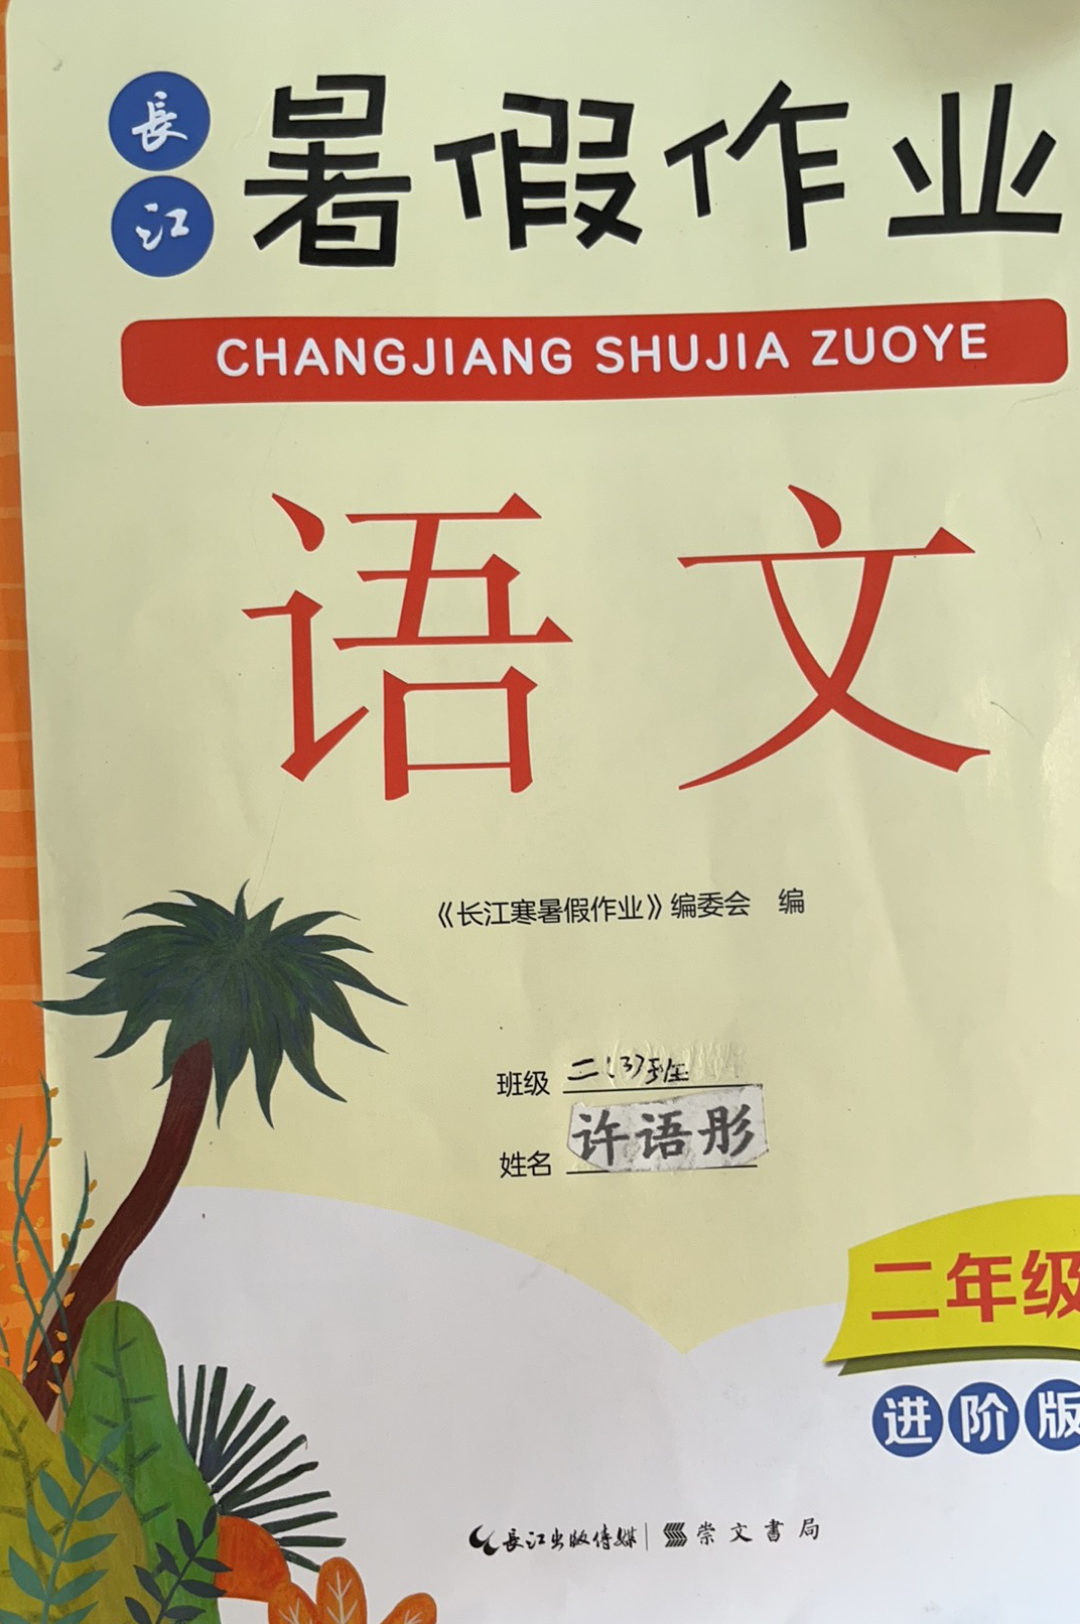 長江
暑假作业
CHANGJIANG SHUJIA ZUOYE
语文
《长江寒暑假作业》编委会 编
班级 二(3)班
姓名 许语彤
二年级
进阶版
長江出版传媒 崇文書局